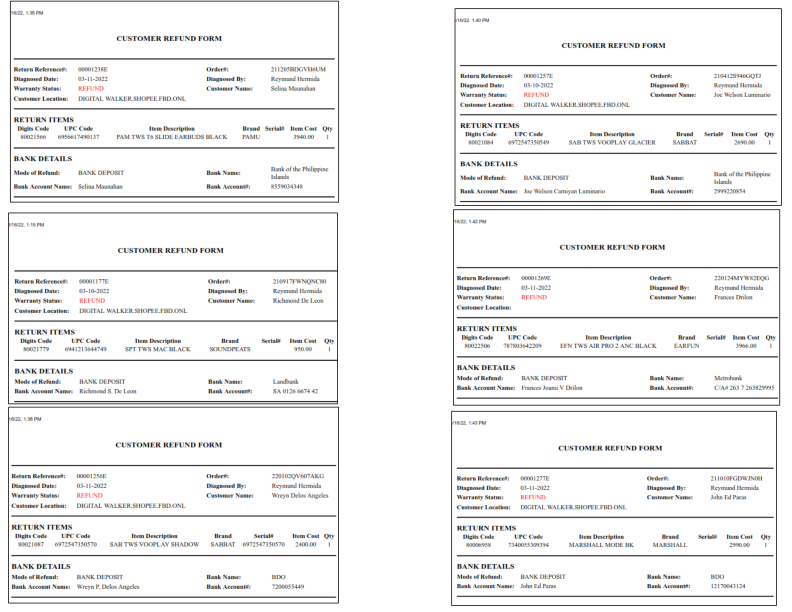 16/22, 1:35 PM
CUSTOMER REFUND FORM
Return Reference#: 00001238E Order#: 211205BDGVH6UM
Diagnosed Date: 03-11-2022 Diagnosed By: Reymund Hermida
Warranty Status: REFUND Customer Name: Selina Maunahan
Customer Location: DIGITAL WALKER.SHOPEE.FBD.ONL
RETURN ITEMS
Digits Code UPC Code Item Description Brand Serial# Item Cost Qty
80021566 6956617490137 PAM TWS T6 SLIDE EARBUDS BLACK PAMU 3940.00 1
BANK DETAILS
Mode of Refund: BANK DEPOSIT Bank Name: Bank of the Philippine Islands
Bank Account Name: Selina Maunahan Bank Account#: 8559034348
/16/22, 1:15 PM
CUSTOMER REFUND FORM
Return Reference#: 00001177E Order#: 210917FWNQNC80
Diagnosed Date: 03-10-2022 Diagnosed By: Reymund Hermida
Warranty Status: REFUND Customer Name: Richmond De Leon
Customer Location: DIGITAL WALKER.SHOPEE.FBD.ONL
RETURN ITEMS
Digits Code UPC Code Item Description Brand Serial# Item Cost Qty
80021779 6941213644749 SPT TWS MAC BLACK SOUNDPEATS 950.00 1
BANK DETAILS
Mode of Refund: BANK DEPOSIT Bank Name: Landbank
Bank Account Name: Richmond S. De Leon Bank Account#: SA 0126 6674 42
16/22, 1:38 PM
CUSTOMER REFUND FORM
Return Reference#: 00001256E Order#: 220102QV607AKG
Diagnosed Date: 03-11-2022 Diagnosed By: Reymund Hermida
Warranty Status: REFUND Customer Name: Wreyn Delos Angeles
Customer Location: DIGITAL WALKER.SHOPEE.FBD.ONL
RETURN ITEMS
Digits Code UPC Code Item Description Brand Serial# Item Cost Qty
80021087 6972547350570 SAB TWS VOOPLAY SHADOW SABBAT 6972547350570 2400.00 1
BANK DETAILS
Mode of Refund: BANK DEPOSIT Bank Name: BDO
Bank Account Name: Wreyn P. Delos Angeles Bank Account#: 7200055449
/16/22, 1:40 PM
CUSTOMER REFUND FORM
Return Reference#: 00001257E Order#: 210412S946GQTJ
Diagnosed Date: 03-10-2022 Diagnosed By: Reymund Hermida
Warranty Status: REFUND Customer Name: Joe Welson Luminario
Customer Location: DIGITAL WALKER.SHOPEE.FBD.ONL
RETURN ITEMS
Digits Code UPC Code Item Description Brand Serial# Item Cost Qty
80021084 6972547350549 SAB TWS VOOPLAY GLACIER SABBAT 2690.00 1
BANK DETAILS
Mode of Refund: BANK DEPOSIT Bank Name: Bank of the Philippine Islands
Bank Account Name: Joe Welson Carniyan Luminario Bank Account#: 2999220854
16/22, 1:42 PM
CUSTOMER REFUND FORM
Return Reference#: 00001269E Order#: 220124MYW82EQG
Diagnosed Date: 03-11-2022 Diagnosed By: Reymund Hermida
Warranty Status: REFUND Customer Name: Frances Drilon
Customer Location:
RETURN ITEMS
Digits Code UPC Code Item Description Brand Serial# Item Cost Qty
80022506 787803642209 EFN TWS AIR PRO 2 ANC BLACK EARFUN 3966.00 1
BANK DETAILS
Mode of Refund: BANK DEPOSIT Bank Name: Metrobank
Bank Account Name: Frances Joami V Drilon Bank Account#: C/A# 263 7 263829995
/16/22, 1:43 PM
CUSTOMER REFUND FORM
Return Reference#: 00001277E Order#: 211010FGDWJN0H
Diagnosed Date: 03-11-2022 Diagnosed By: Reymund Hermida
Warranty Status: REFUND Customer Name: John Ed Paras
Customer Location: DIGITAL WALKER.SHOPEE.FBD.ONL
RETURN ITEMS
Digits Code UPC Code Item Description Brand Serial# Item Cost Qty
80006958 7340055309394 MARSHALL MODE BK MARSHALL 2990.00 1
BANK DETAILS
Mode of Refund: BANK DEPOSIT Bank Name: BDO
Bank Account Name: John Ed Paras Bank Account#: 12170043124